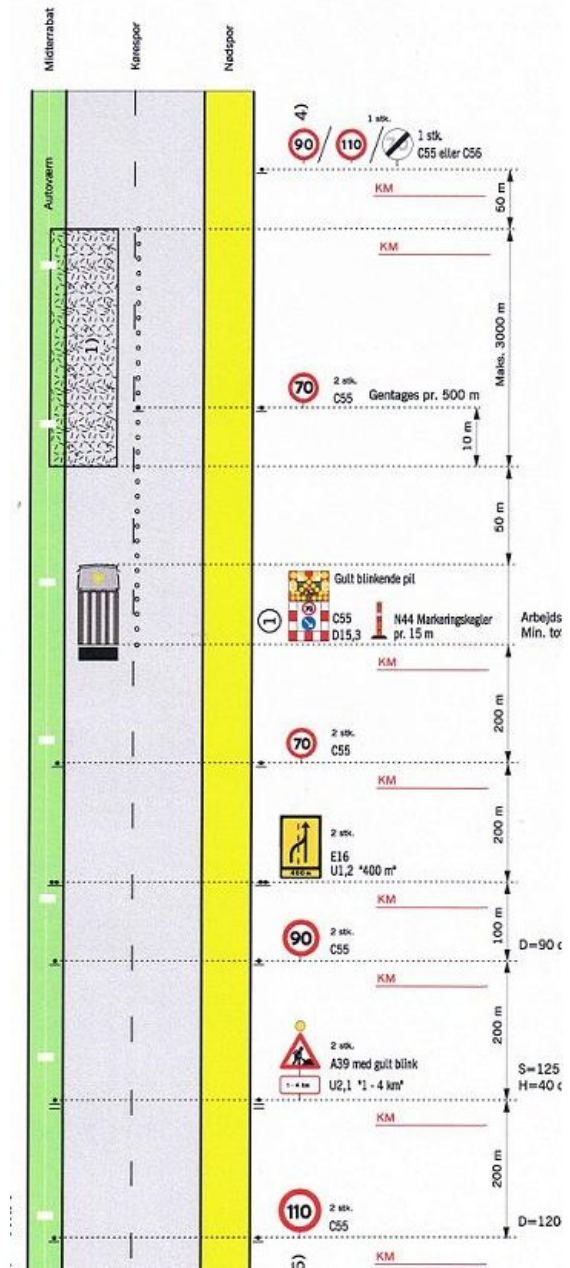 Midterrabat
Kørespor
Nødspor
Autoværn
4)
90
110
1 stk.
1 stk.
C55 eller C56
KM
50 m
KM
1)
Maks. 3000 m
70
2 stk.
C55
Gentages pr. 500 m
10 m
50 m
Gult blinkende pil
1
70
C55
D15,3
N44 Markeringskegler
pr. 15 m
Arbejds
Min. to
KM
200 m
70
2 stk.
C55
KM
200 m
2 stk.
E16
400 m
U1,2 "400 m"
KM
100 m
90
2 stk.
C55
D=90 c
KM
200 m
2 stk.
A39 med gult blink
1 - 4 km
U2,1 "1 - 4 km"
S=125
H=40 c
KM
200 m
110
2 stk.
C55
D=120
5)
KM